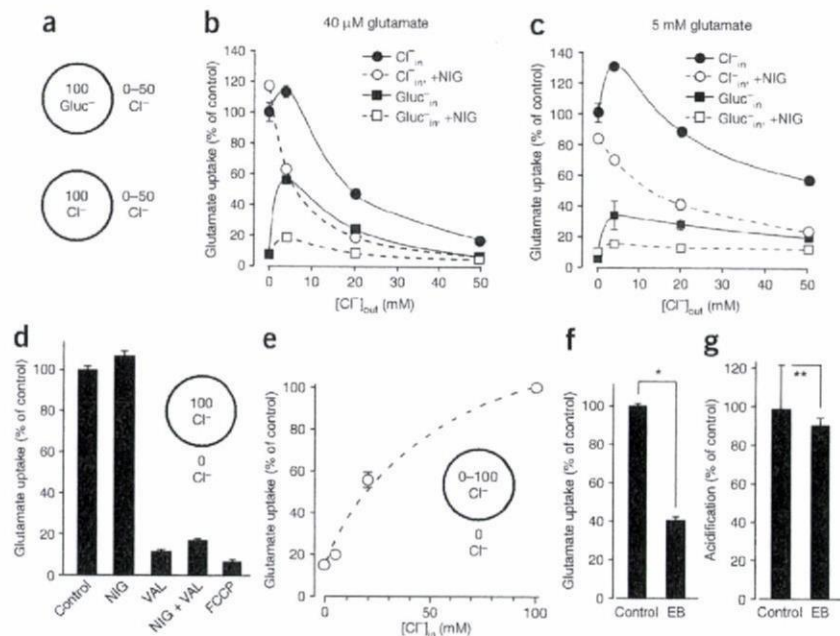 a
100
Gluc⁻
0–50
Cl⁻
100
Cl⁻
0–50
Cl⁻
b
40 μM glutamate
Glutamate uptake (% of control)
140
120
100
80
60
40
20
0
Cl⁻in
Cl⁻in, +NIG
Gluc⁻in
Gluc⁻in, +NIG
0 10 20 30 40 50
[Cl⁻]out (mM)
c
5 mM glutamate
Glutamate uptake (% of control)
140
120
100
80
60
40
20
0
Cl⁻in
Cl⁻in, +NIG
Gluc⁻in
Gluc⁻in, +NIG
0 10 20 30 40 50
[Cl⁻]out (mM)
d
Glutamate uptake (% of control)
100
80
60
40
20
0
100
Cl⁻
0
Cl⁻
Control
NIG
VAL
NIG + VAL
FCCP
e
Glutamate uptake (% of control)
100
80
60
40
20
0
0–100
Cl⁻
0
Cl⁻
0 50 100
[Cl⁻]in (mM)
f
Glutamate uptake (% of control)
100
80
60
40
20
0
*
Control EB
g
Acidification (% of control)
120
100
80
60
40
20
0
**
Control EB